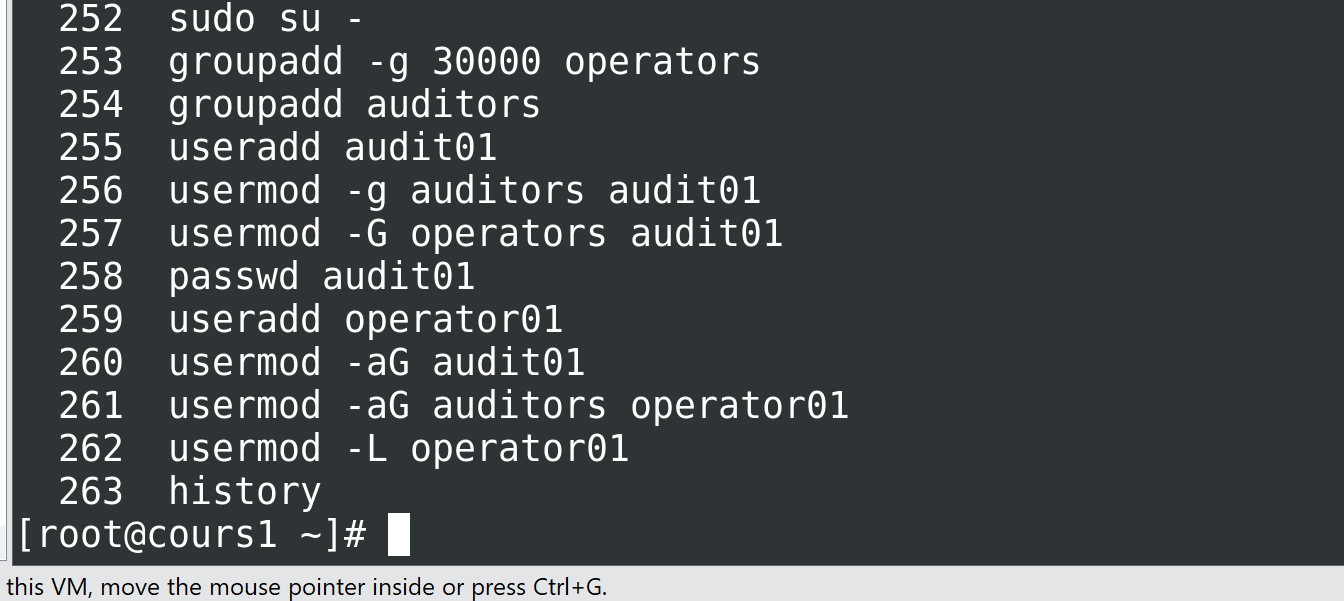 252  sudo su -
253  groupadd -g 30000 operators
254  groupadd auditors
255  useradd audit01
256  usermod -g auditors audit01
257  usermod -G operators audit01
258  passwd audit01
259  useradd operator01
260  usermod -aG audit01
261  usermod -aG auditors operator01
262  usermod -L operator01
263  history
[root@cours1 ~]#
this VM, move the mouse pointer inside or press Ctrl+G.